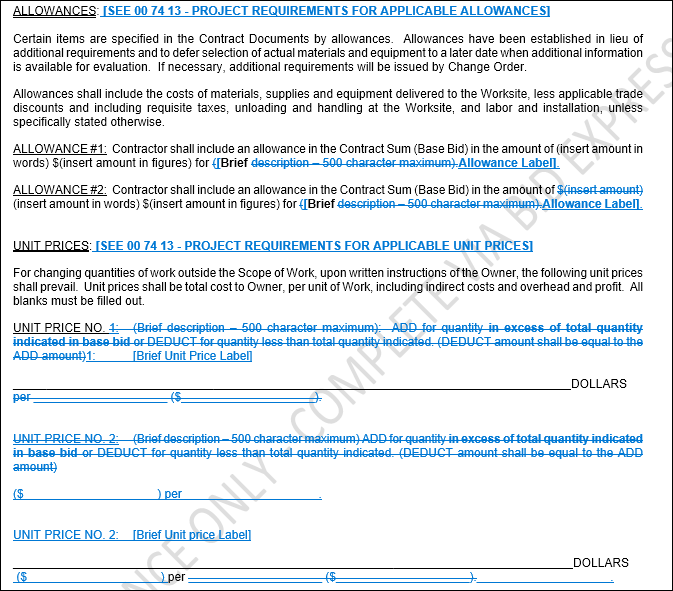 ALLOWANCES: [SEE 00 74 13 - PROJECT REQUIREMENTS FOR APPLICABLE ALLOWANCES]
Certain items are specified in the Contract Documents by allowances. Allowances have been established in lieu of
additional requirements and to defer selection of actual materials and equipment to a later date when additional information
is available for evaluation. If necessary, additional requirements will be issued by Change Order.
Allowances shall include the costs of materials, supplies and equipment delivered to the Worksite, less applicable trade
discounts and including requisite taxes, unloading and handling at the Worksite, and labor and installation, unless
specifically stated otherwise.
ALLOWANCE #1: Contractor shall include an allowance in the Contract Sum (Base Bid) in the amount of (insert amount in
words) $(insert amount in figures) for ([Brief description – 500 character maximum).Allowance Label].
ALLOWANCE #2: Contractor shall include an allowance in the Contract Sum (Base Bid) in the amount of $(insert amount)
(insert amount in words) $(insert amount in figures) for ([Brief description – 500 character maximum).Allowance Label].
UNIT PRICES: [SEE 00 74 13 - PROJECT REQUIREMENTS FOR APPLICABLE UNIT PRICES]
For changing quantities of work outside the Scope of Work, upon written instructions of the Owner, the following unit prices
shall prevail. Unit prices shall be total cost to Owner, per unit of Work, including indirect costs and overhead and profit. All
blanks must be filled out.
UNIT PRICE NO. 1: (Brief description – 500 character maximum): ADD for quantity in excess of total quantity
indicated in base bid or DEDUCT for quantity less than total quantity indicated. (DEDUCT amount shall be equal to the
ADD amount)1: [Brief Unit Price Label]
____________________DOLLARS
per ____________________ ($____________________).
UNIT PRICE NO. 2: (Brief description – 500 character maximum) ADD for quantity in excess of total quantity indicated
in base bid or DEDUCT for quantity less than total quantity indicated. (DEDUCT amount shall be equal to the ADD
amount)
($____________________) per ____________________.
UNIT PRICE NO. 2: [Brief Unit price Label]
____________________DOLLARS
($____________________) per ____________________ ($____________________). ____________________.
NCE ONLY - COMPLETE VIA BID EXPRESS